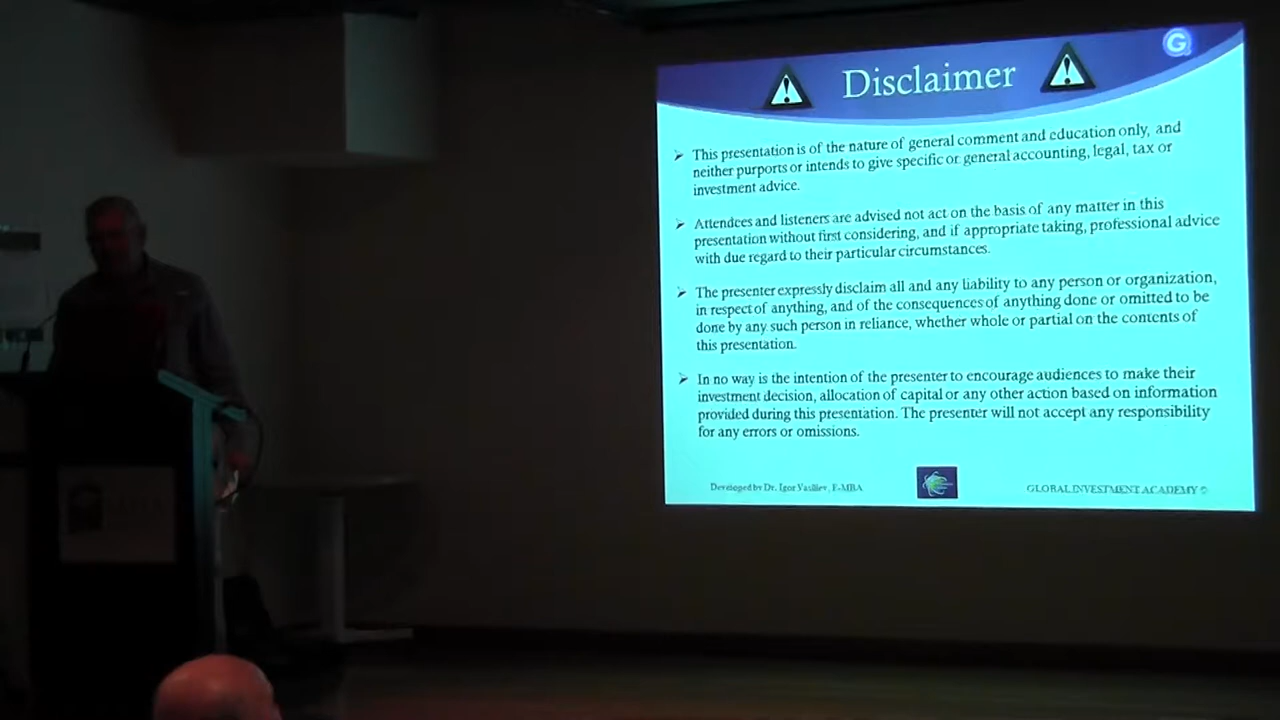 G
Disclaimer
➢ This presentation is of the nature of general comment and education only, and
neither purports or intends to give specific or general accounting, legal, tax or
investment advice.
➢ Attendees and listeners are advised not act on the basis of any matter in this
presentation without first considering, and if appropriate taking, professional advice
with due regard to their particular circumstances.
➢ The presenter expressly disclaim all and any liability to any person or organization,
in respect of anything, and of the consequences of anything done or omitted to be
done by any such person in reliance, whether whole or partial on the contents of
this presentation.
➢ In no way is the intention of the presenter to encourage audiences to make their
investment decision, allocation of capital or any other action based on information
provided during this presentation. The presenter will not accept any responsibility
for any errors or omissions.
Developed by Dr. Igor Vasiliev, E-MBA
GLOBAL INVESTMENT ACADEMY ©